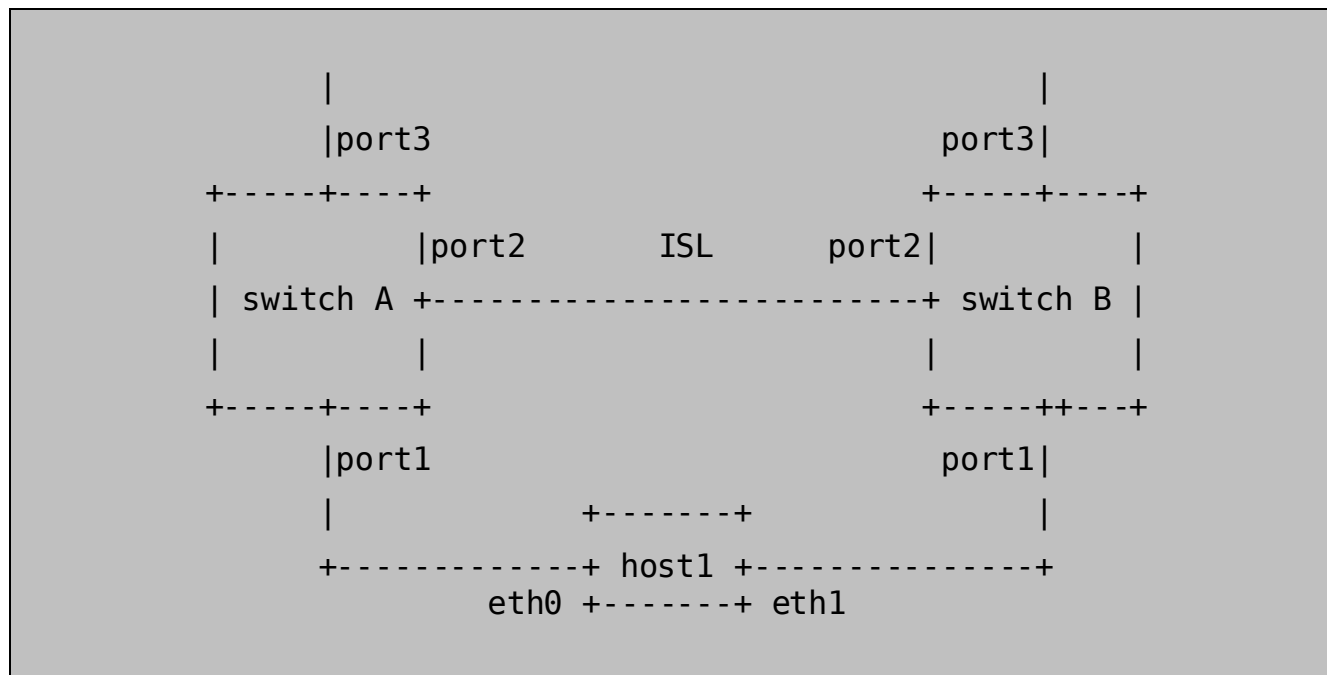 |                                     |
|port3                           port3|
+-----+----+                          +-----+----+
|          |port2       ISL      port2|          |
| switch A +--------------------------+ switch B |
|          |                          |          |
+-----+----+                          +-----++---+
|port1                           port1|
|             +-------+               |
+-------------+ host1 +---------------+
eth0 +-------+ eth1